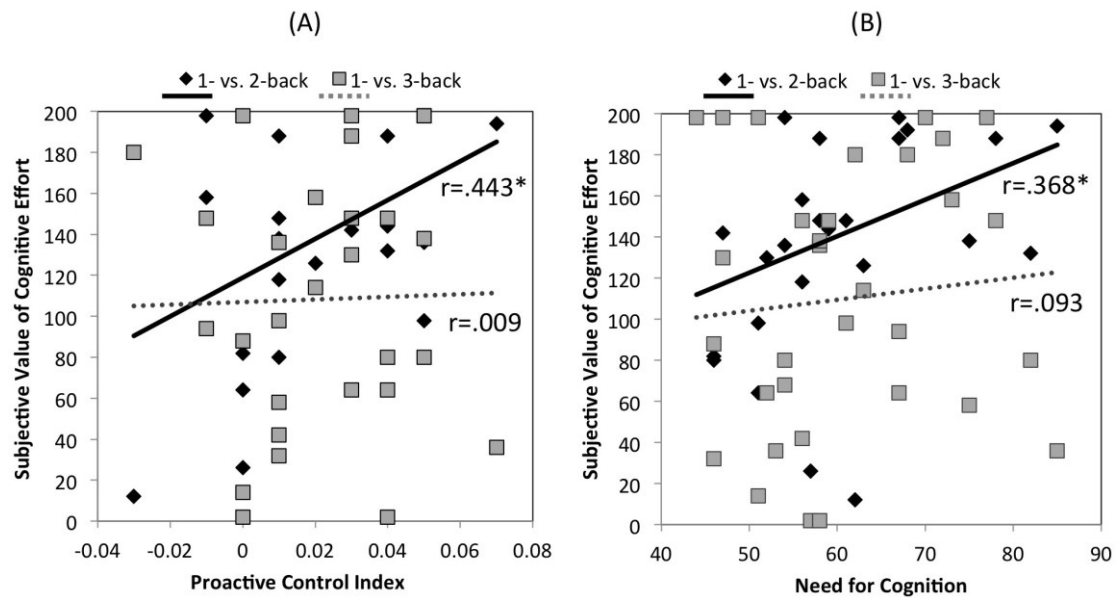 (A)
1- vs. 2-back
1- vs. 3-back
Subjective Value of Cognitive Effort
200
180
160
140
120
100
80
60
40
20
0
r=.443*
r=.009
-0.04
-0.02
0
0.02
0.04
0.06
0.08
Proactive Control Index
(B)
1- vs. 2-back
1- vs. 3-back
Subjective Value of Cognitive Effort
200
180
160
140
120
100
80
60
40
20
0
r=.368*
r=.093
40
50
60
70
80
90
Need for Cognition